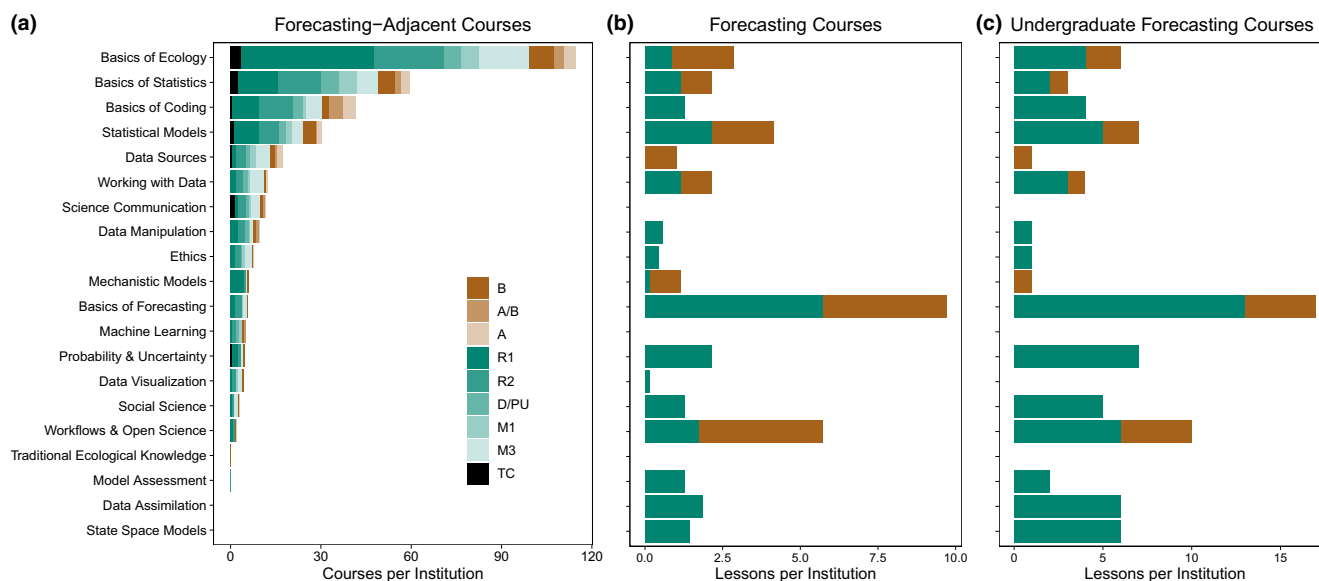 (a)
Forecasting−Adjacent Courses
(b)
Forecasting Courses
(c)
Undergraduate Forecasting Courses
Basics of Ecology
Basics of Statistics
Basics of Coding
Statistical Models
Data Sources
Working with Data
Science Communication
Data Manipulation
Ethics
Mechanistic Models
Basics of Forecasting
Machine Learning
Probability & Uncertainty
Data Visualization
Social Science
Workflows & Open Science
Traditional Ecological Knowledge
Model Assessment
Data Assimilation
State Space Models
B
A/B
A
R1
R2
D/PU
M1
M3
TC
0 30 60 90 120
0.0 2.5 5.0 7.5 10.0
0 5 10 15
Courses per Institution
Lessons per Institution
Lessons per Institution